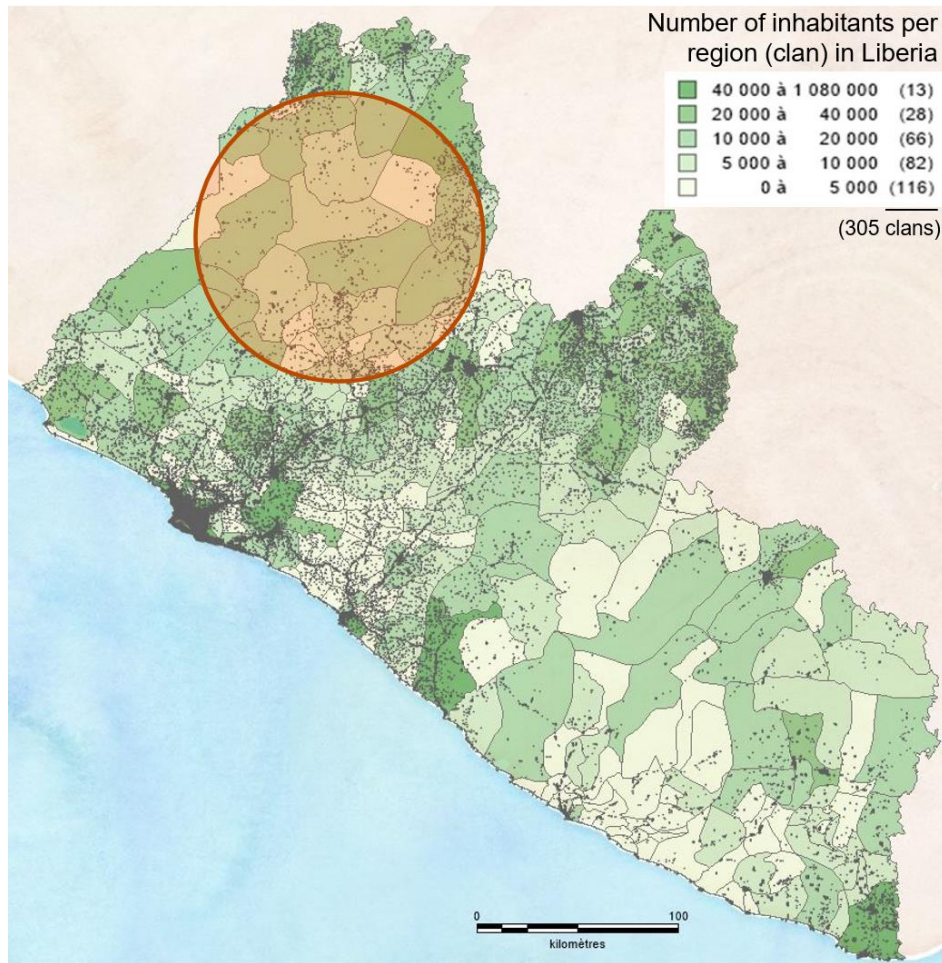 Number of inhabitants per
region (clan) in Liberia
40 000 à 1 080 000 (13)
20 000 à 40 000 (28)
10 000 à 20 000 (66)
5 000 à 10 000 (82)
0 à 5 000 (116)
(305 clans)
0 100
kilomètres